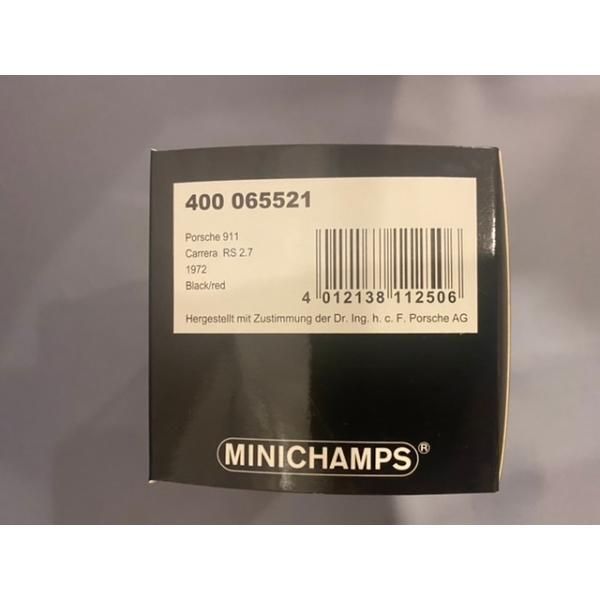 400 065521
Porsche 911
Carrera RS 2.7
1972
Black/red
4 012138 112506
Hergestellt mit Zustimmung der Dr. Ing. h. c. F. Porsche AG
MINICHAMPS®